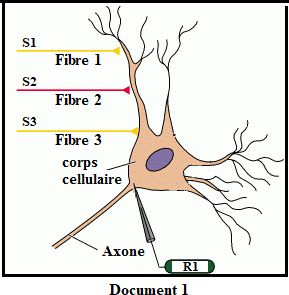 S1
Fibre 1
S2
Fibre 2
S3
Fibre 3
corps
cellulaire
Axone
R1
Document 1